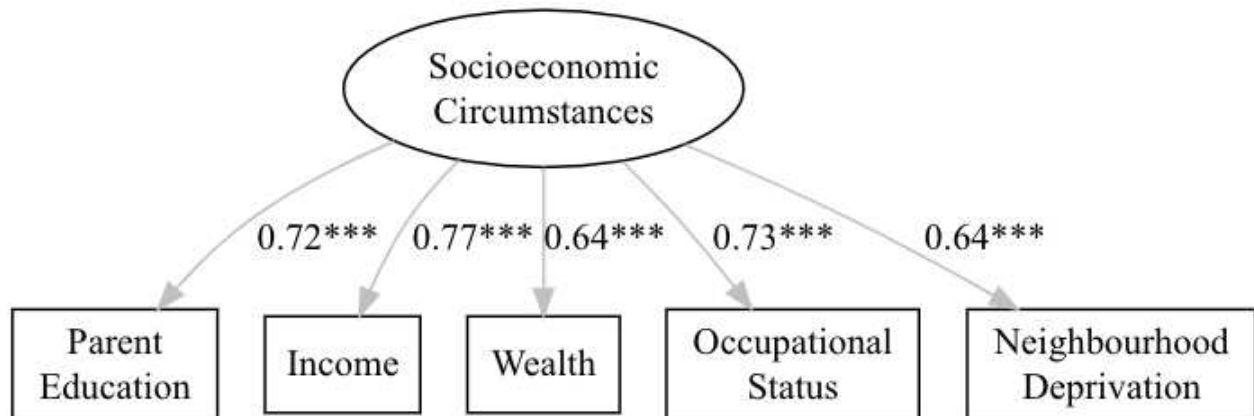 Socioeconomic
Circumstances
0.72*** 0.77*** 0.64*** 0.73*** 0.64***
Parent
Education
Income
Wealth
Occupational
Status
Neighbourhood
Deprivation